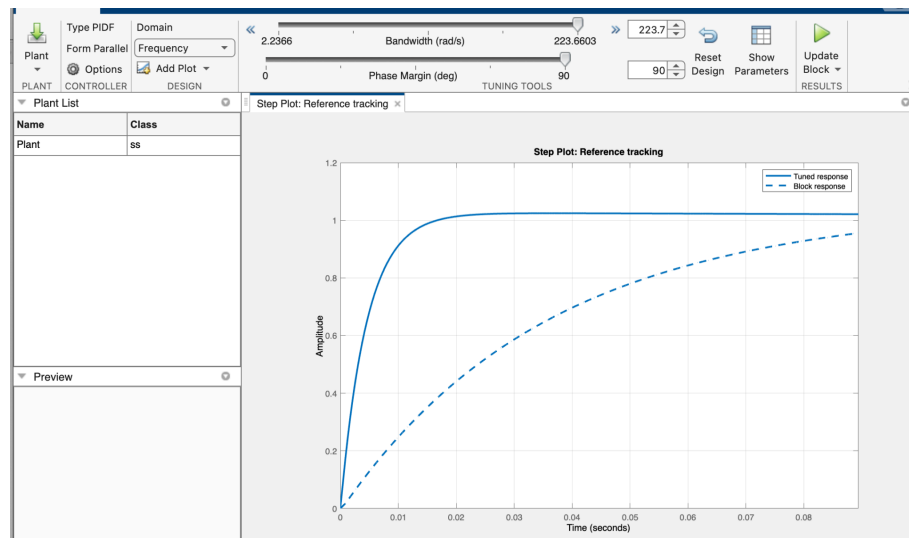 Plant
PLANT
Type PIDF
Form Parallel
Options
CONTROLLER
Domain
Frequency
Add Plot
DESIGN
2.2366 Bandwidth (rad/s) 223.6603
0 Phase Margin (deg) 90
223.7
90
TUNING TOOLS
Reset
Design
Show
Parameters
Update
Block
RESULTS
Plant List
Name Class
Plant ss
Preview
Step Plot: Reference tracking
Step Plot: Reference tracking
Tuned response
Block response
Amplitude
1.2
1
0.8
0.6
0.4
0.2
0
0 0.01 0.02 0.03 0.04 0.05 0.06 0.07 0.08
Time (seconds)